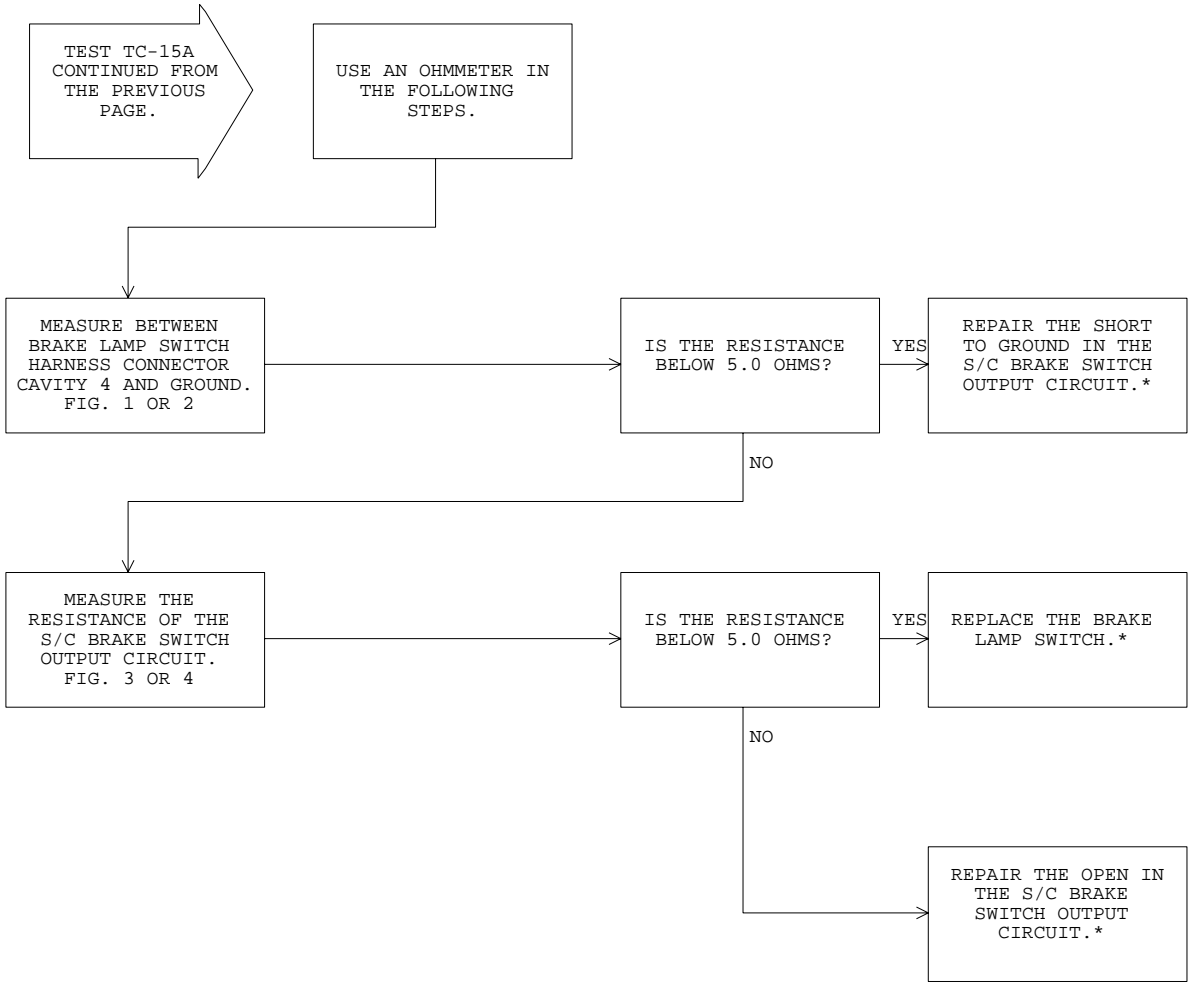 TEST TC-15A
CONTINUED FROM
THE PREVIOUS
PAGE.
USE AN OHMMETER IN
THE FOLLOWING
STEPS.
MEASURE BETWEEN
BRAKE LAMP SWITCH
HARNESS CONNECTOR
CAVITY 4 AND GROUND.
FIG. 1 OR 2
IS THE RESISTANCE
BELOW 5.0 OHMS?
YES
REPAIR THE SHORT
TO GROUND IN THE
S/C BRAKE SWITCH
OUTPUT CIRCUIT.*
NO
MEASURE THE
RESISTANCE OF THE
S/C BRAKE SWITCH
OUTPUT CIRCUIT.
FIG. 3 OR 4
IS THE RESISTANCE
BELOW 5.0 OHMS?
YES
REPLACE THE BRAKE
LAMP SWITCH.*
NO
REPAIR THE OPEN IN
THE S/C BRAKE
SWITCH OUTPUT
CIRCUIT.*